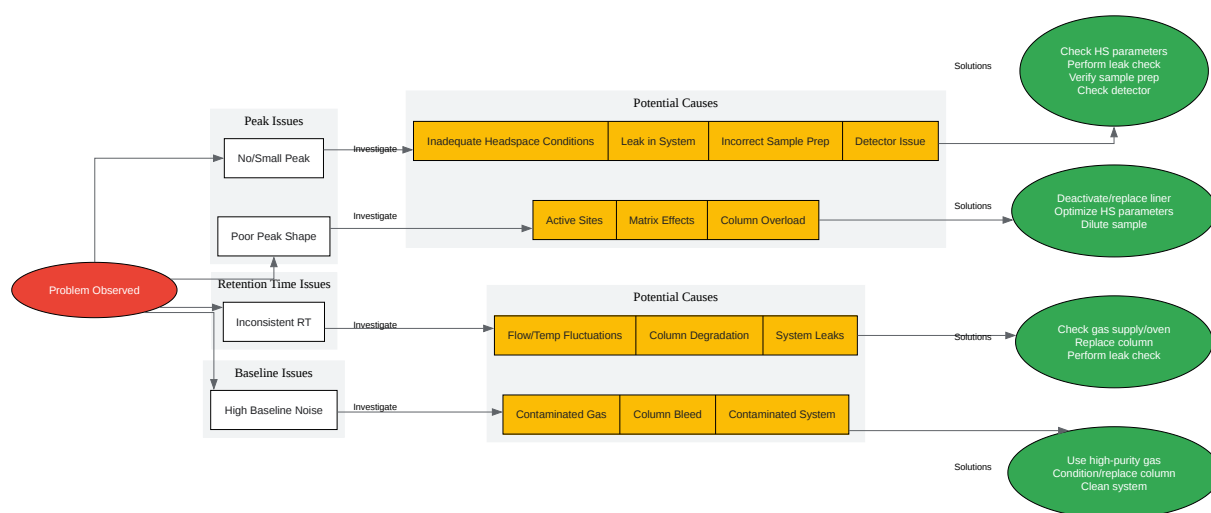 Problem Observed
Peak Issues
No/Small Peak
Poor Peak Shape
Retention Time Issues
Inconsistent RT
Baseline Issues
High Baseline Noise
Investigate
Investigate
Investigate
Investigate
Potential Causes
Inadequate Headspace Conditions
Leak in System
Incorrect Sample Prep
Detector Issue
Active Sites
Matrix Effects
Column Overload
Potential Causes
Flow/Temp Fluctuations
Column Degradation
System Leaks
Contaminated Gas
Column Bleed
Contaminated System
Solutions
Check HS parameters
Perform leak check
Verify sample prep
Check detector
Solutions
Deactivate/replace liner
Optimize HS parameters
Dilute sample
Solutions
Check gas supply/oven
Replace column
Perform leak check
Solutions
Use high-purity gas
Condition/replace column
Clean system